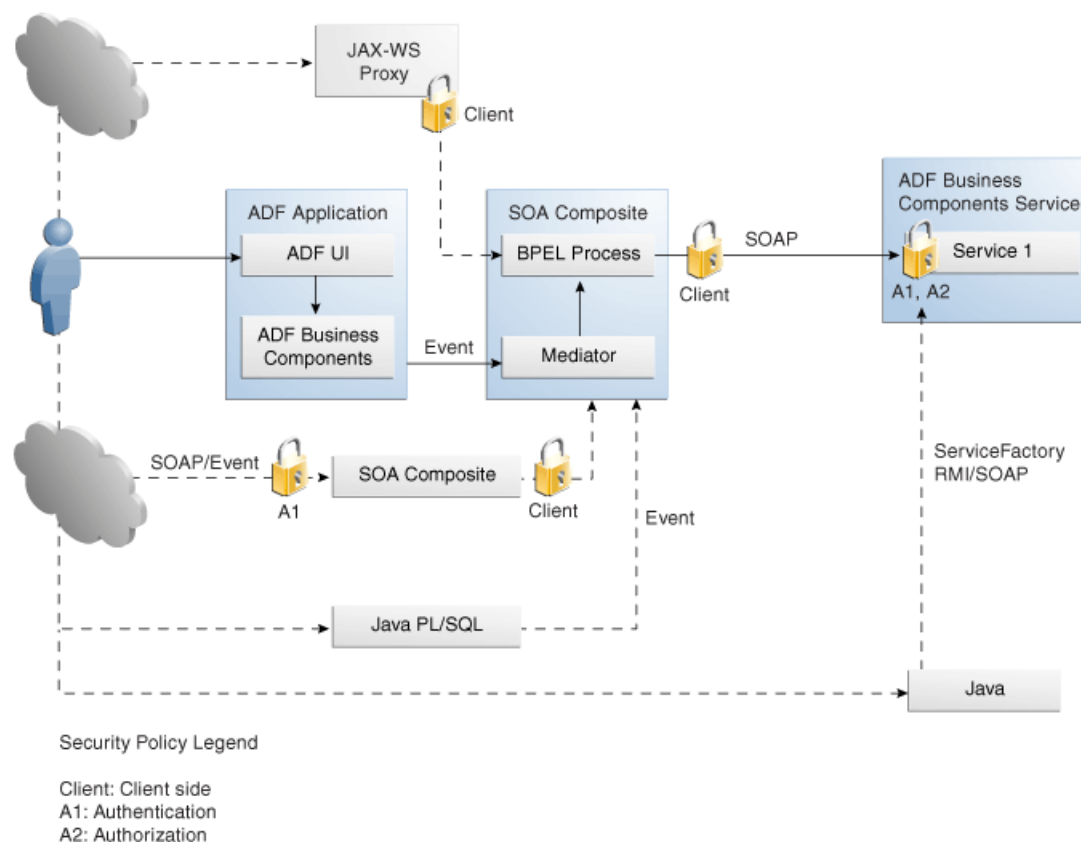 JAX-WS
Proxy
Client
ADF Application
ADF UI
ADF Business
Components
Event
SOA Composite
BPEL Process
Mediator
Client
SOAP
ADF Business
Components Service
Service 1
A1, A2
SOAP/Event
A1
SOA Composite
Client
Event
ServiceFactory
RMI/SOAP
Java PL/SQL
Java
Security Policy Legend
Client: Client side
A1: Authentication
A2: Authorization